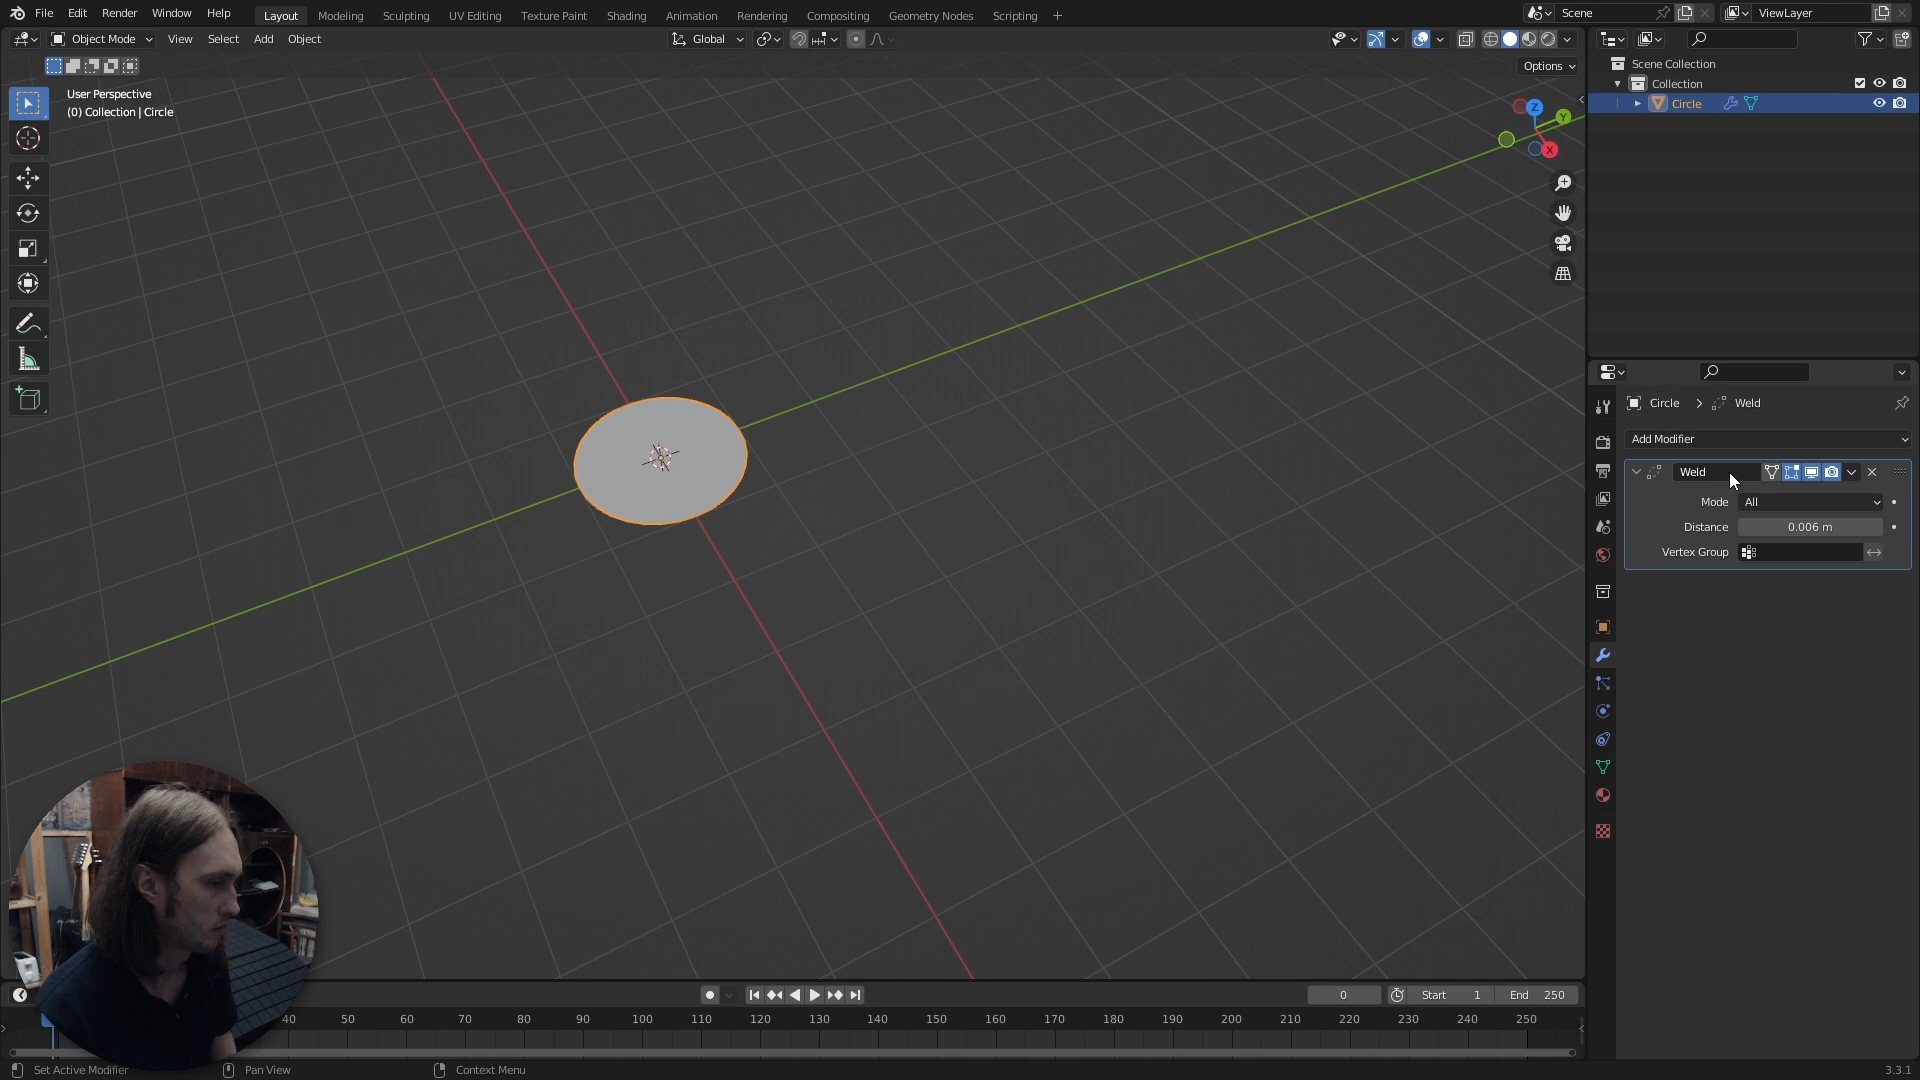 File Edit Render Window Help
Layout Modeling Sculpting UV Editing Texture Paint Shading Animation Rendering Compositing Geometry Nodes Scripting
Scene
ViewLayer
Object Mode View Select Add Object
Global
Options
User Perspective
(0) Collection | Circle
Z
Y
X
Scene Collection
Collection
Circle
Circle > Weld
Add Modifier
Weld
Mode All
Distance 0.006 m
Vertex Group
0
Start 1
End 250
40 50 60 70 80 90 100 110 120 130 140 150 160 170 180 190 200 210 220 230 240 250
Set Active Modifier
Pan View
Context Menu
3.3.1